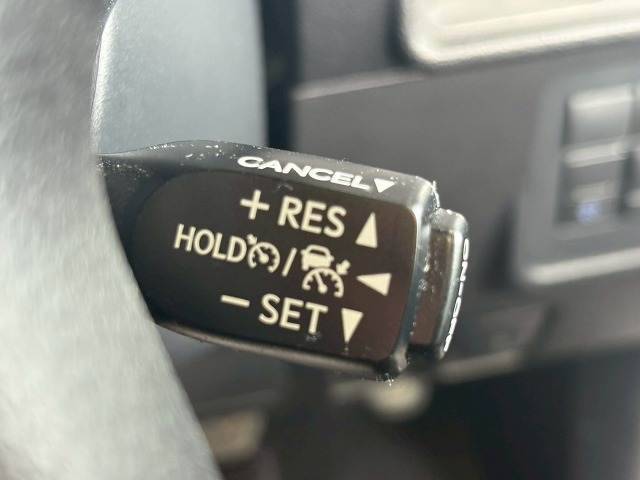 CANCEL
+ RES
HOLD /
− SET